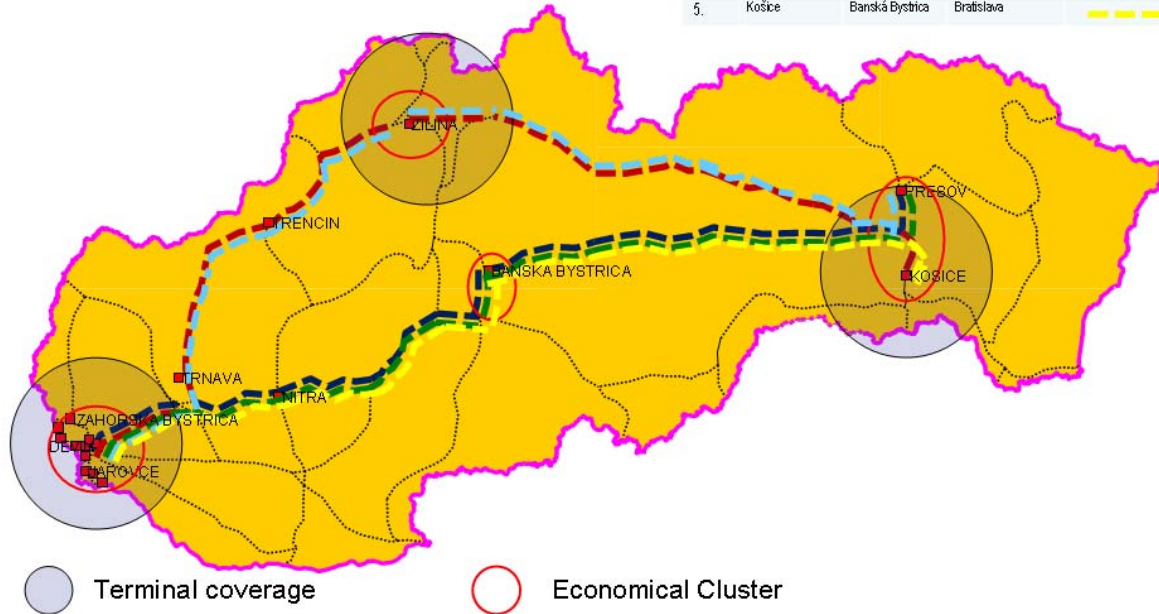 5. Košice Banská Bystrica Bratislava
ZILINA
PRESOV
TRENCIN
BANSKA BYSTRICA
KOSICE
TRNAVA
NITRA
ZAHORSKA BYSTRICA
JAROVCE
Terminal coverage Economical Cluster